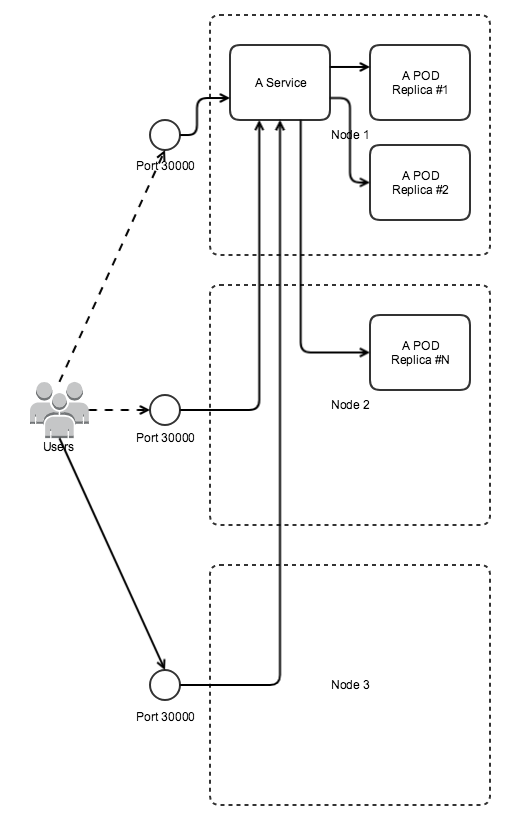 A Service
A POD
Replica #1
Node 1
Port 30000
A POD
Replica #2
A POD
Replica #N
Node 2
Port 30000
Users
Node 3
Port 30000